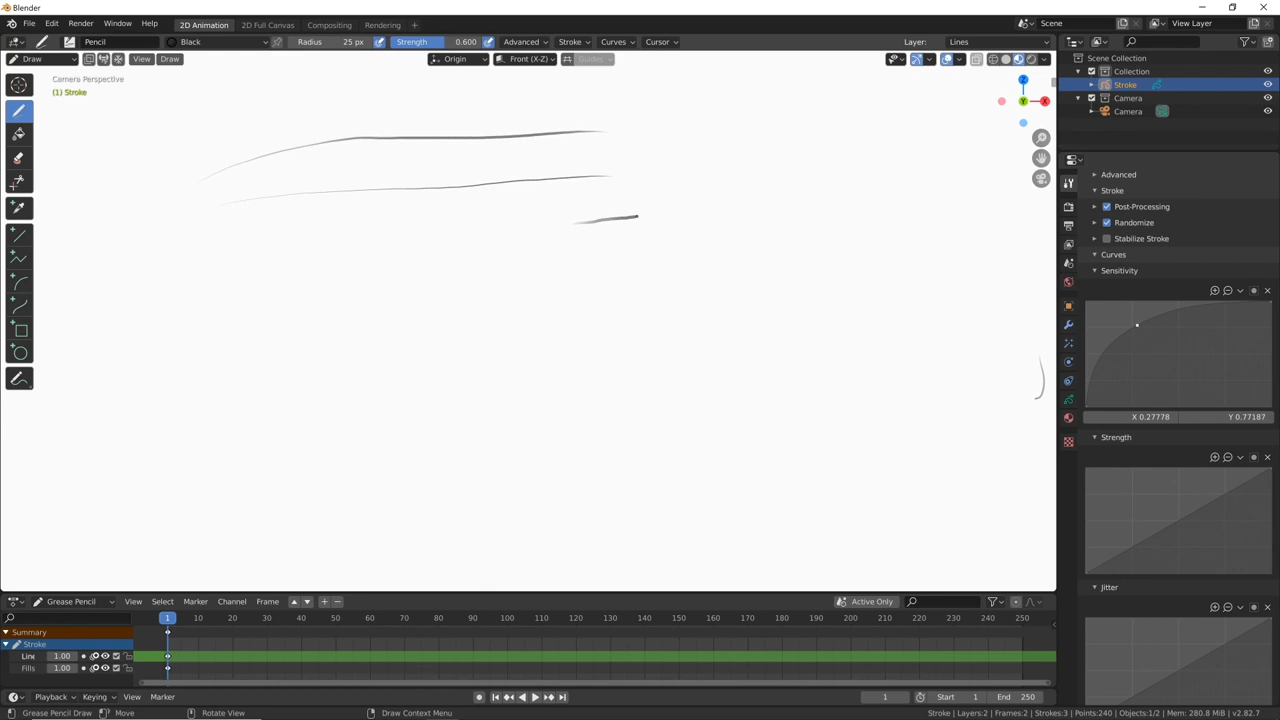 Blender
File Edit Render Window Help 2D Animation 2D Full Canvas Compositing Rendering + Scene View Layer
Pencil Black Radius 25 px Strength 0.600 Advanced Stroke Curves Cursor Layer: Lines
Draw View Draw Origin Front (X-Z) Guides
Camera Perspective
(1) Stroke
Z
Y
X
Scene Collection
Collection
Stroke
Camera
Camera
Advanced
Stroke
Post-Processing
Randomize
Stabilize Stroke
Curves
Sensitivity
X 0.27778 Y 0.77187
Strength
Jitter
Grease Pencil View Select Marker Channel Frame Active Only
1 10 20 30 40 50 60 70 80 90 100 110 120 130 140 150 160 170 180 190 200 210 220 230 240 250
Summary
Stroke
Line 1.00
Fills 1.00
Playback Keying View Marker 1 Start 1 End 250
Grease Pencil Draw Move Rotate View Draw Context Menu Stroke | Layers:2 | Frames:2 | Strokes:3 | Points:240 | Objects:1/2 | Mem: 280.8 MiB | v2.82.7